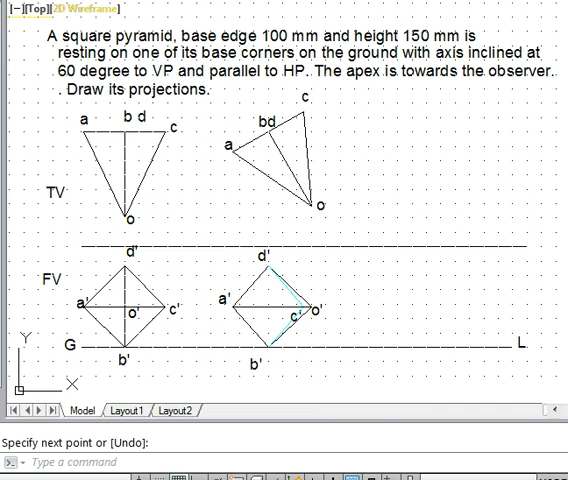 [−][Top][2D Wireframe]
A square pyramid, base edge 100 mm and height 150 mm is
resting on one of its base corners on the ground with axis inclined at
60 degree to VP and parallel to HP. The apex is towards the observer.
. Draw its projections.
a b d c
c
bd
a
TV
o
o
d'
d'
FV
a' o' c'
a' c' o'
Y
G L
b'
b'
X
Model Layout1 Layout2
Specify next point or [Undo]:
Type a command